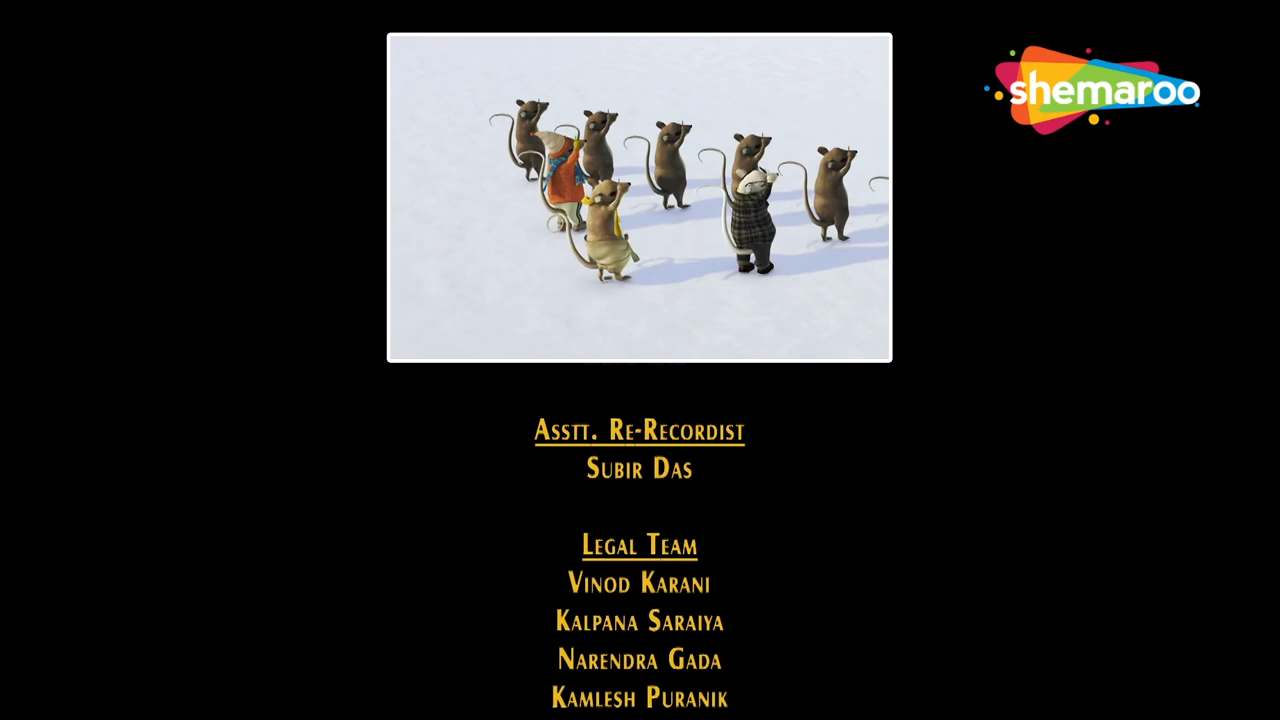 shemaroo
Asstt. Re-Recordist
Subir Das
Legal Team
Vinod Karani
Kalpana Saraiya
Narendra Gada
Kamlesh Puranik